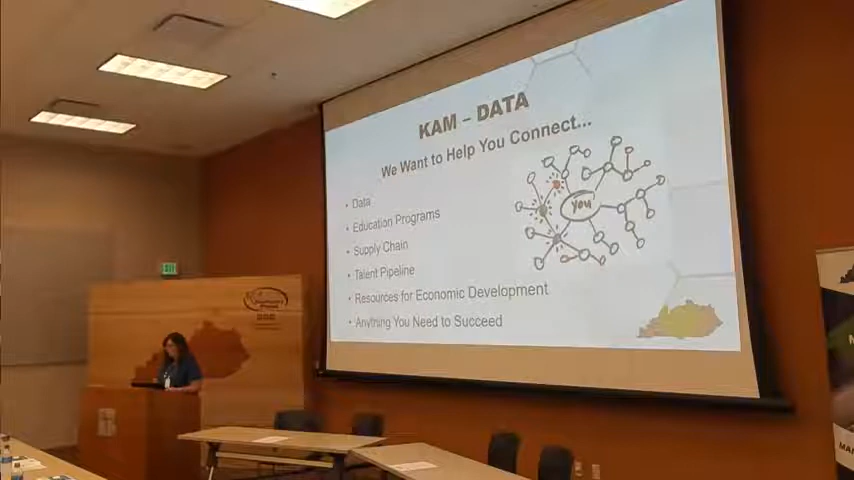 KAM – DATA
We Want to Help You Connect...
• Data
• Education Programs
• Supply Chain
• Talent Pipeline
• Resources for Economic Development
• Anything You Need to Succeed
you